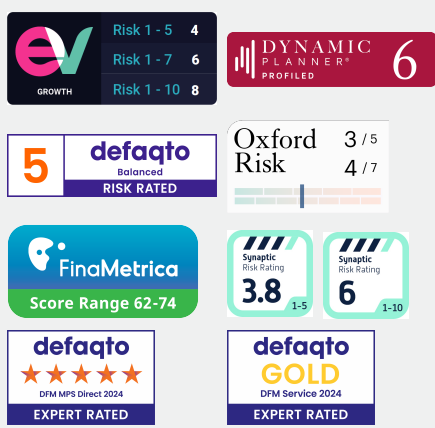 ev
GROWTH
Risk 1 - 5 4
Risk 1 - 7 6
Risk 1 - 10 8
DYNAMIC
PLANNER®
PROFILED
6
5
defaqto
Balanced
RISK RATED
Oxford
Risk
3 / 5
4 / 7
FinaMetrica
Score Range 62-74
Synaptic
Risk Rating
3.8
1-5
Synaptic
Risk Rating
6
1-10
defaqto
DFM MPS Direct 2024
EXPERT RATED
defaqto
GOLD
DFM Service 2024
EXPERT RATED